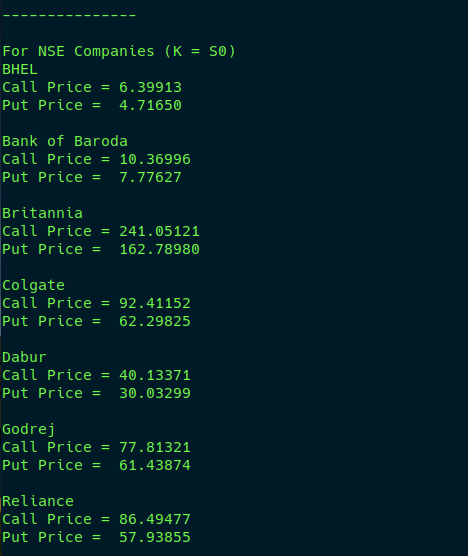 ---------------
For NSE Companies (K = S0)
BHEL
Call Price = 6.39913
Put Price =  4.71650
Bank of Baroda
Call Price = 10.36996
Put Price =  7.77627
Britannia
Call Price = 241.05121
Put Price =  162.78980
Colgate
Call Price = 92.41152
Put Price =  62.29825
Dabur
Call Price = 40.13371
Put Price =  30.03299
Godrej
Call Price = 77.81321
Put Price =  61.43874
Reliance
Call Price = 86.49477
Put Price =  57.93855